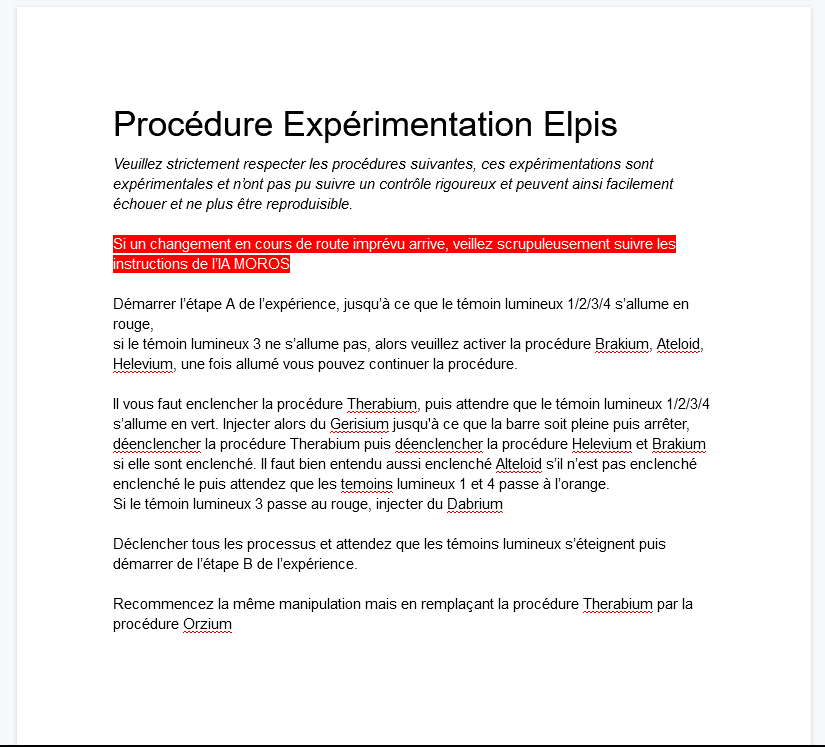 Procédure Expérimentation Elpis
Veuillez strictement respecter les procédures suivantes, ces expérimentations sont
expérimentales et n'ont pas pu suivre un contrôle rigoureux et peuvent ainsi facilement
échouer et ne plus être reproduisible.
Si un changement en cours de route imprévu arrive, veillez scrupuleusement suivre les
instructions de l'IA MOROS
Démarrer l'étape A de l'expérience, jusqu'à ce que le témoin lumineux 1/2/3/4 s'allume en
rouge,
si le témoin lumineux 3 ne s'allume pas, alors veuillez activer la procédure Brakium, Ateloid,
Helevium, une fois allumé vous pouvez continuer la procédure.
Il vous faut enclencher la procédure Therabium, puis attendre que le témoin lumineux 1/2/3/4
s'allume en vert. Injecter alors du Gerisium jusqu'à ce que la barre soit pleine puis arrêter,
déenclencher la procédure Therabium puis déenclencher la procédure Helevium et Brakium
si elle sont enclenché. Il faut bien entendu aussi enclenché Alteloid s'il n'est pas enclenché
enclenché le puis attendez que les temoins lumineux 1 et 4 passe à l'orange.
Si le témoin lumineux 3 passe au rouge, injecter du Dabrium
Déclencher tous les processus et attendez que les témoins lumineux s'éteignent puis
démarrer de l'étape B de l'expérience.
Recommencez la même manipulation mais en remplaçant la procédure Therabium par la
procédure Orzium